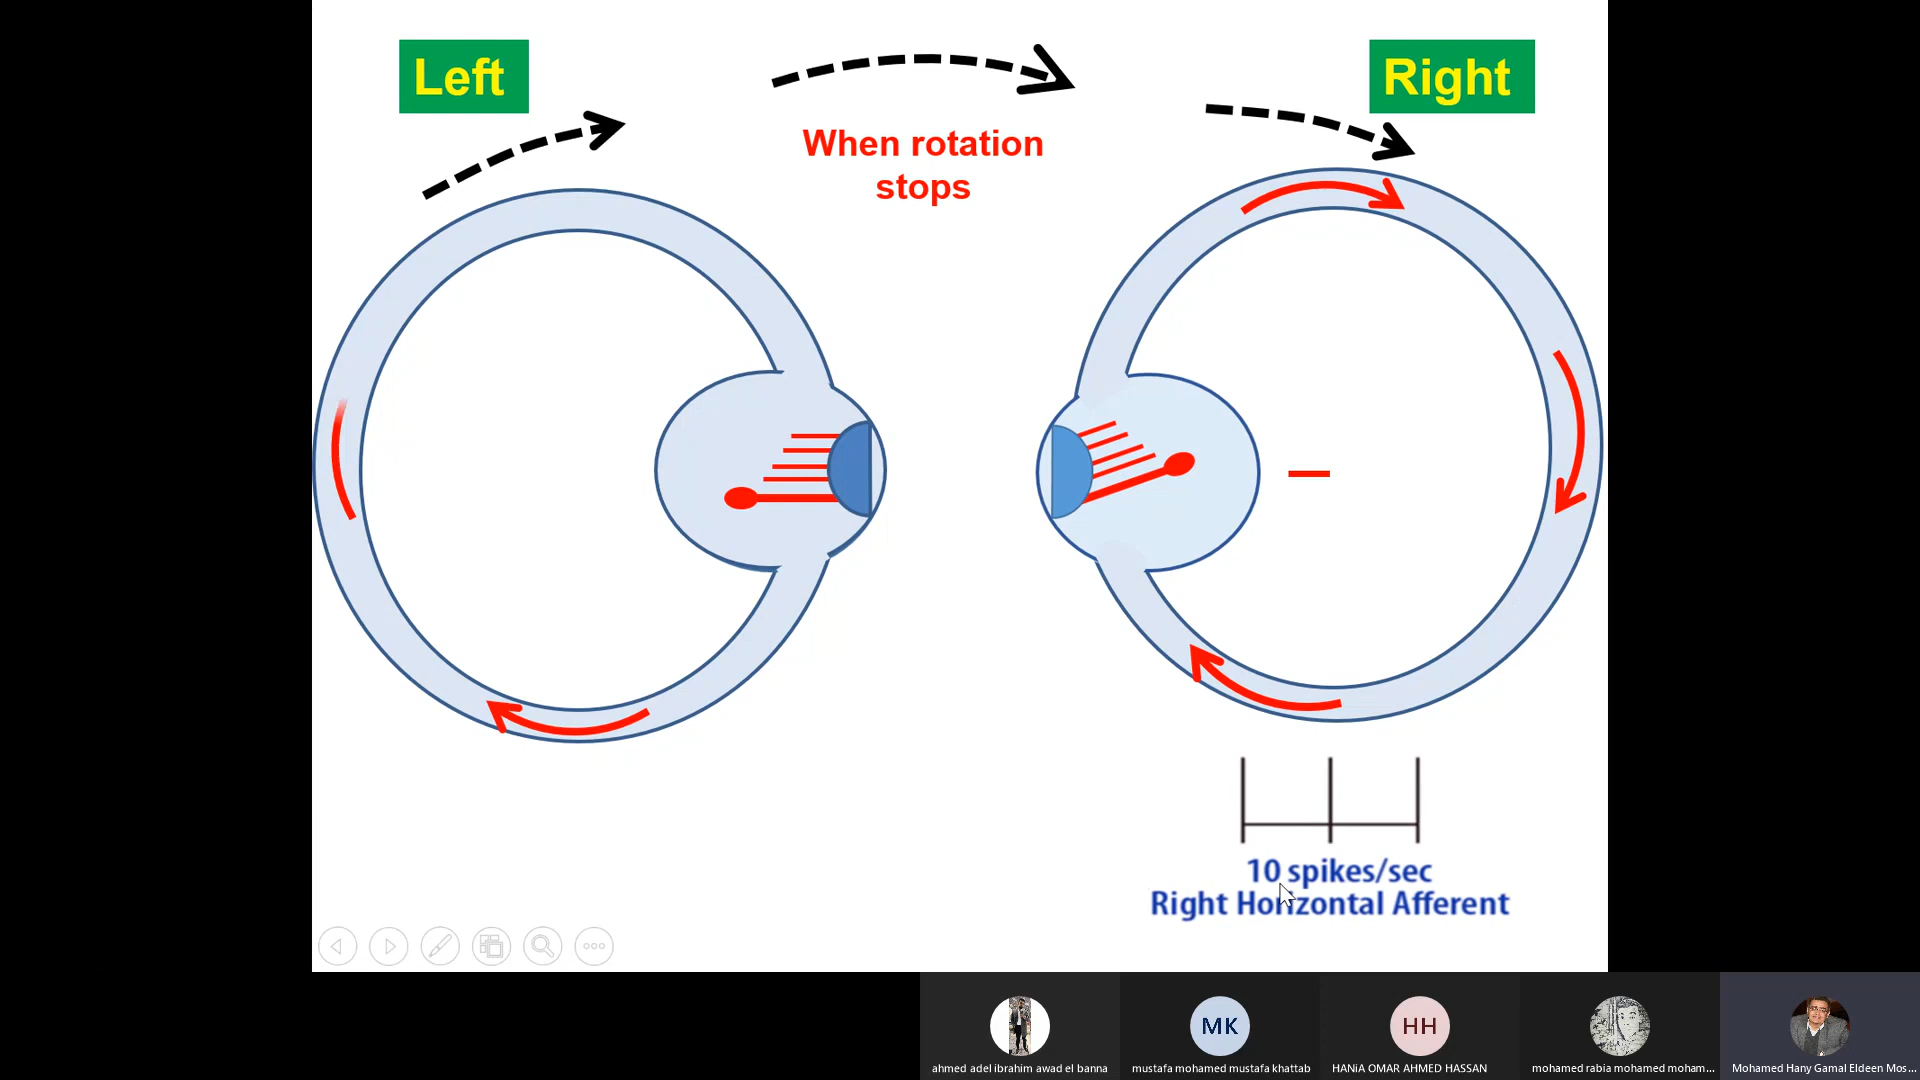 Left
Right
When rotation
stops
10 spikes/sec
Right Horizontal Afferent
MK
HH
ahmed adel ibrahim awad el banna
mustafa mohamed mustafa khattab
HANiA OMAR AHMED HASSAN
mohamed rabia mohamed moham...
Mohamed Hany Gamal Eldeen Mos...